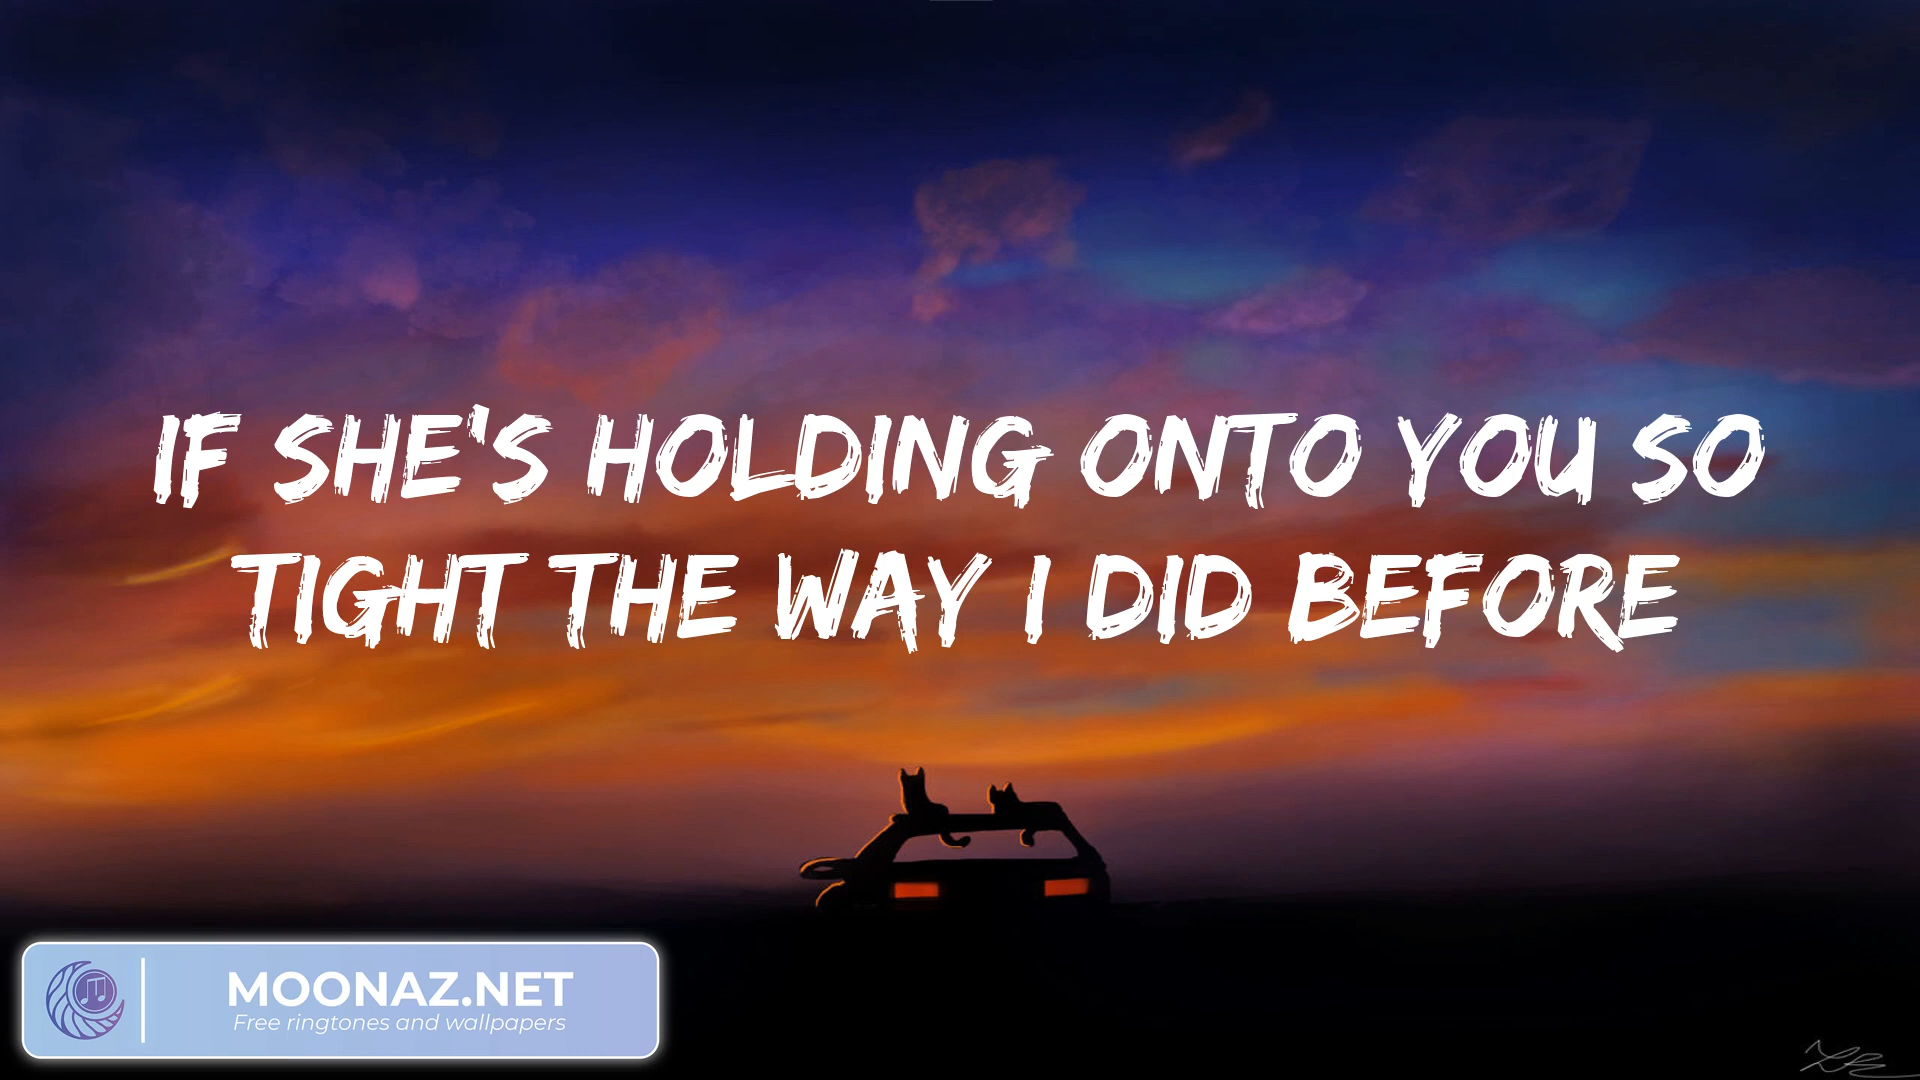 IF SHE'S HOLDING ONTO YOU SO
TIGHT THE WAY I DID BEFORE
MOONAZ.NET
Free ringtones and wallpapers